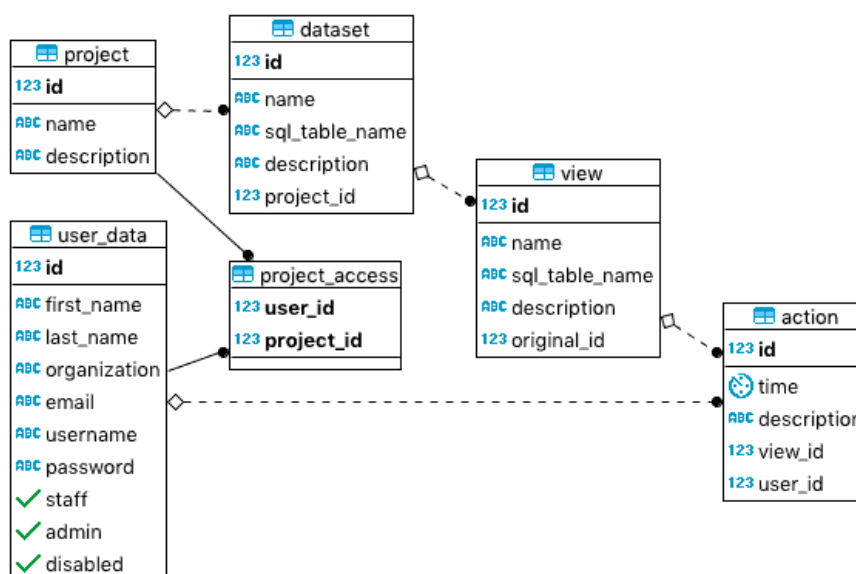 project
123 id
ABC name
ABC description
dataset
123 id
ABC name
ABC sql_table_name
ABC description
123 project_id
view
123 id
ABC name
ABC sql_table_name
ABC description
123 original_id
user_data
123 id
ABC first_name
ABC last_name
ABC organization
ABC email
ABC username
ABC password
staff
admin
disabled
project_access
123 user_id
123 project_id
action
123 id
time
ABC description
123 view_id
123 user_id